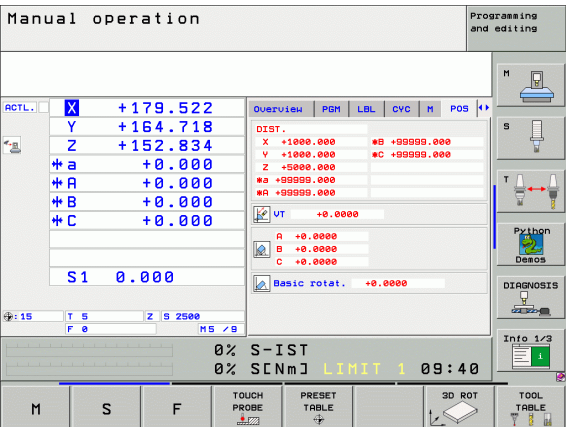 Manual operation
Programming
and editing
M
ACTL. X +179.522
Y +164.718
Z +152.834
a +0.000
A +0.000
B +0.000
C +0.000
S1 0.000
:15 T 5 Z S 2500
F 0 M5 / 9
Overview PGM LBL CYC M POS
DIST.
X +1000.000 *B +99999.000
Y +1000.000 *C +99999.000
Z +5000.000
*a +99999.000
*A +99999.000
VT +0.0000
A +0.0000
B +0.0000
C +0.0000
Basic rotat. +0.0000
S
T
Python
Demos
DIAGNOSIS
Info 1/3
i
0% S-IST
0% S[Nm] LIMIT 1 09:40
M
S
F
TOUCH
PROBE
PRESET
TABLE
3D ROT
TOOL
TABLE